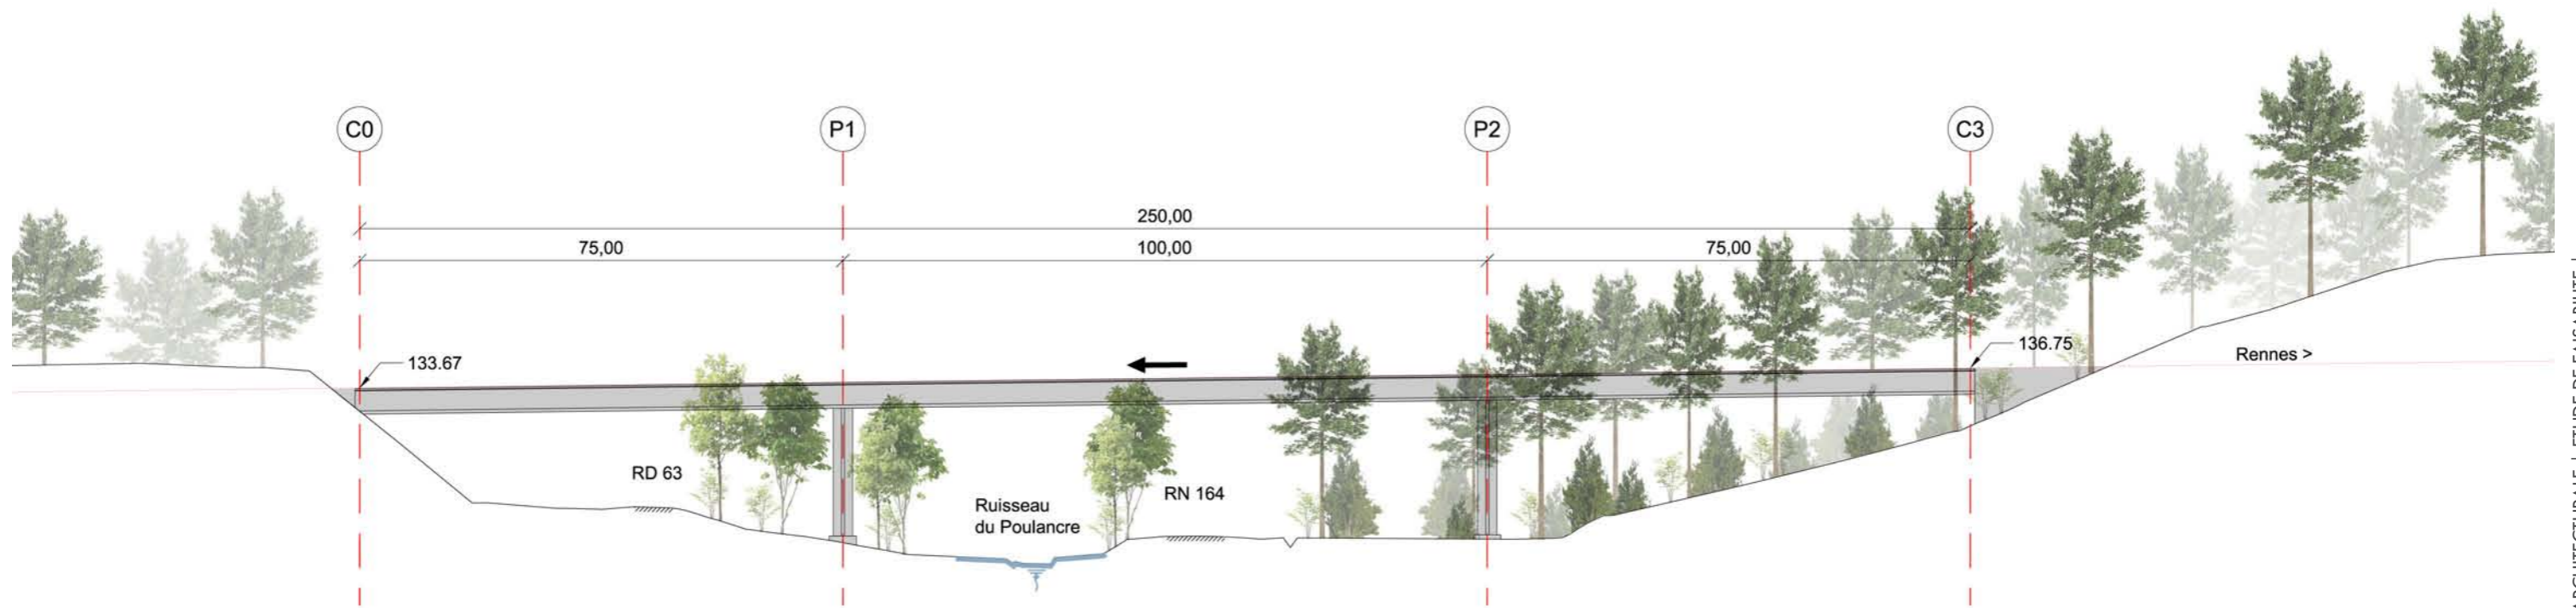 C0
P1
P2
C3
250,00
75,00
100,00
75,00
133.67
136.75
Rennes >
RD 63
RN 164
Ruisseau
du Poulancre